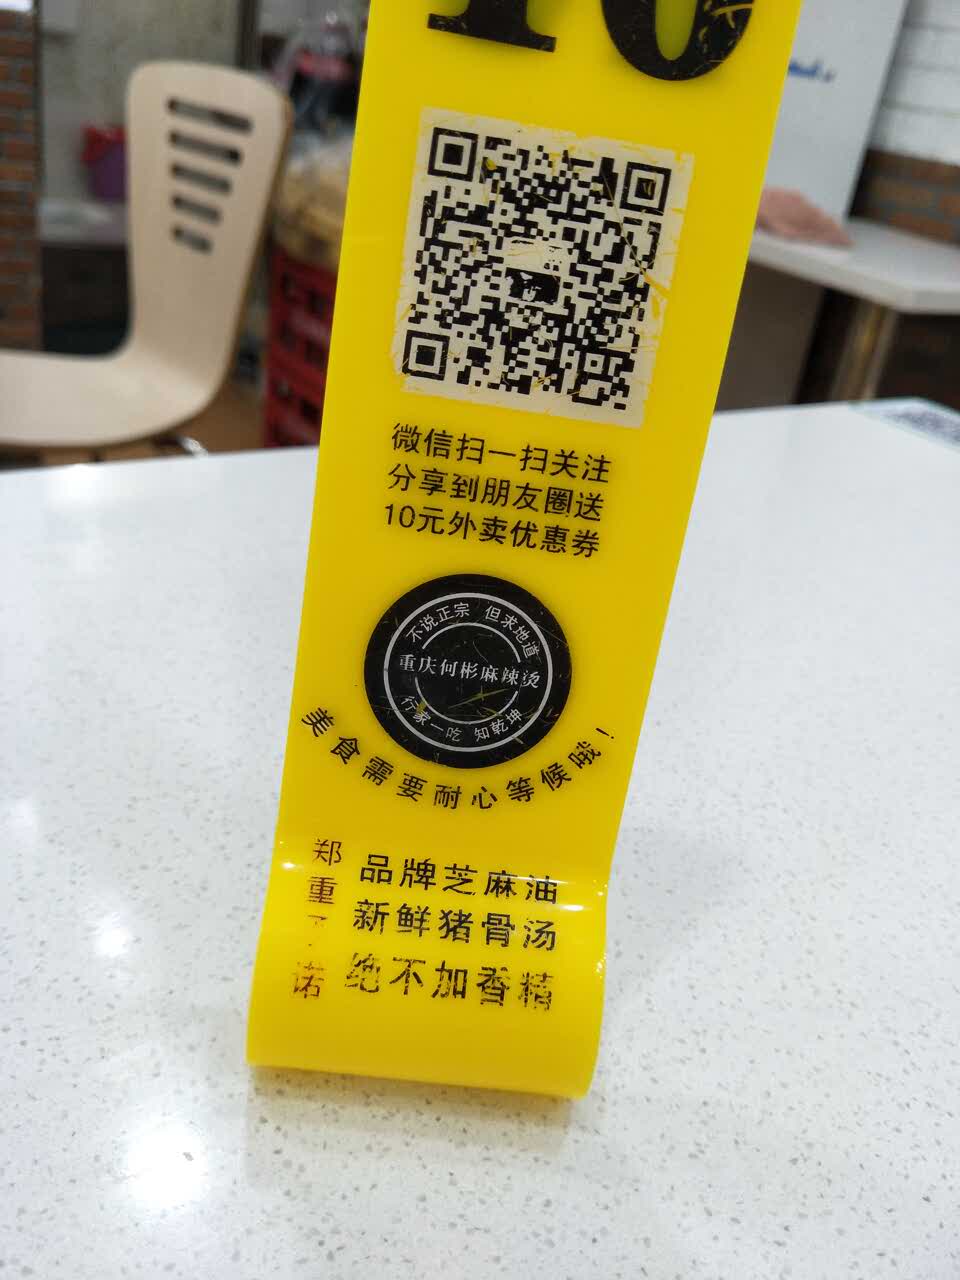 10
微信扫一扫关注
分享到朋友圈送
10元外卖优惠券
不说正宗 但求地道
重庆何彬麻辣烫
行家一吃 知乾坤
美食需要耐心等候哦！
郑重 诺
品牌芝麻油
新鲜猪骨汤
绝不加香精